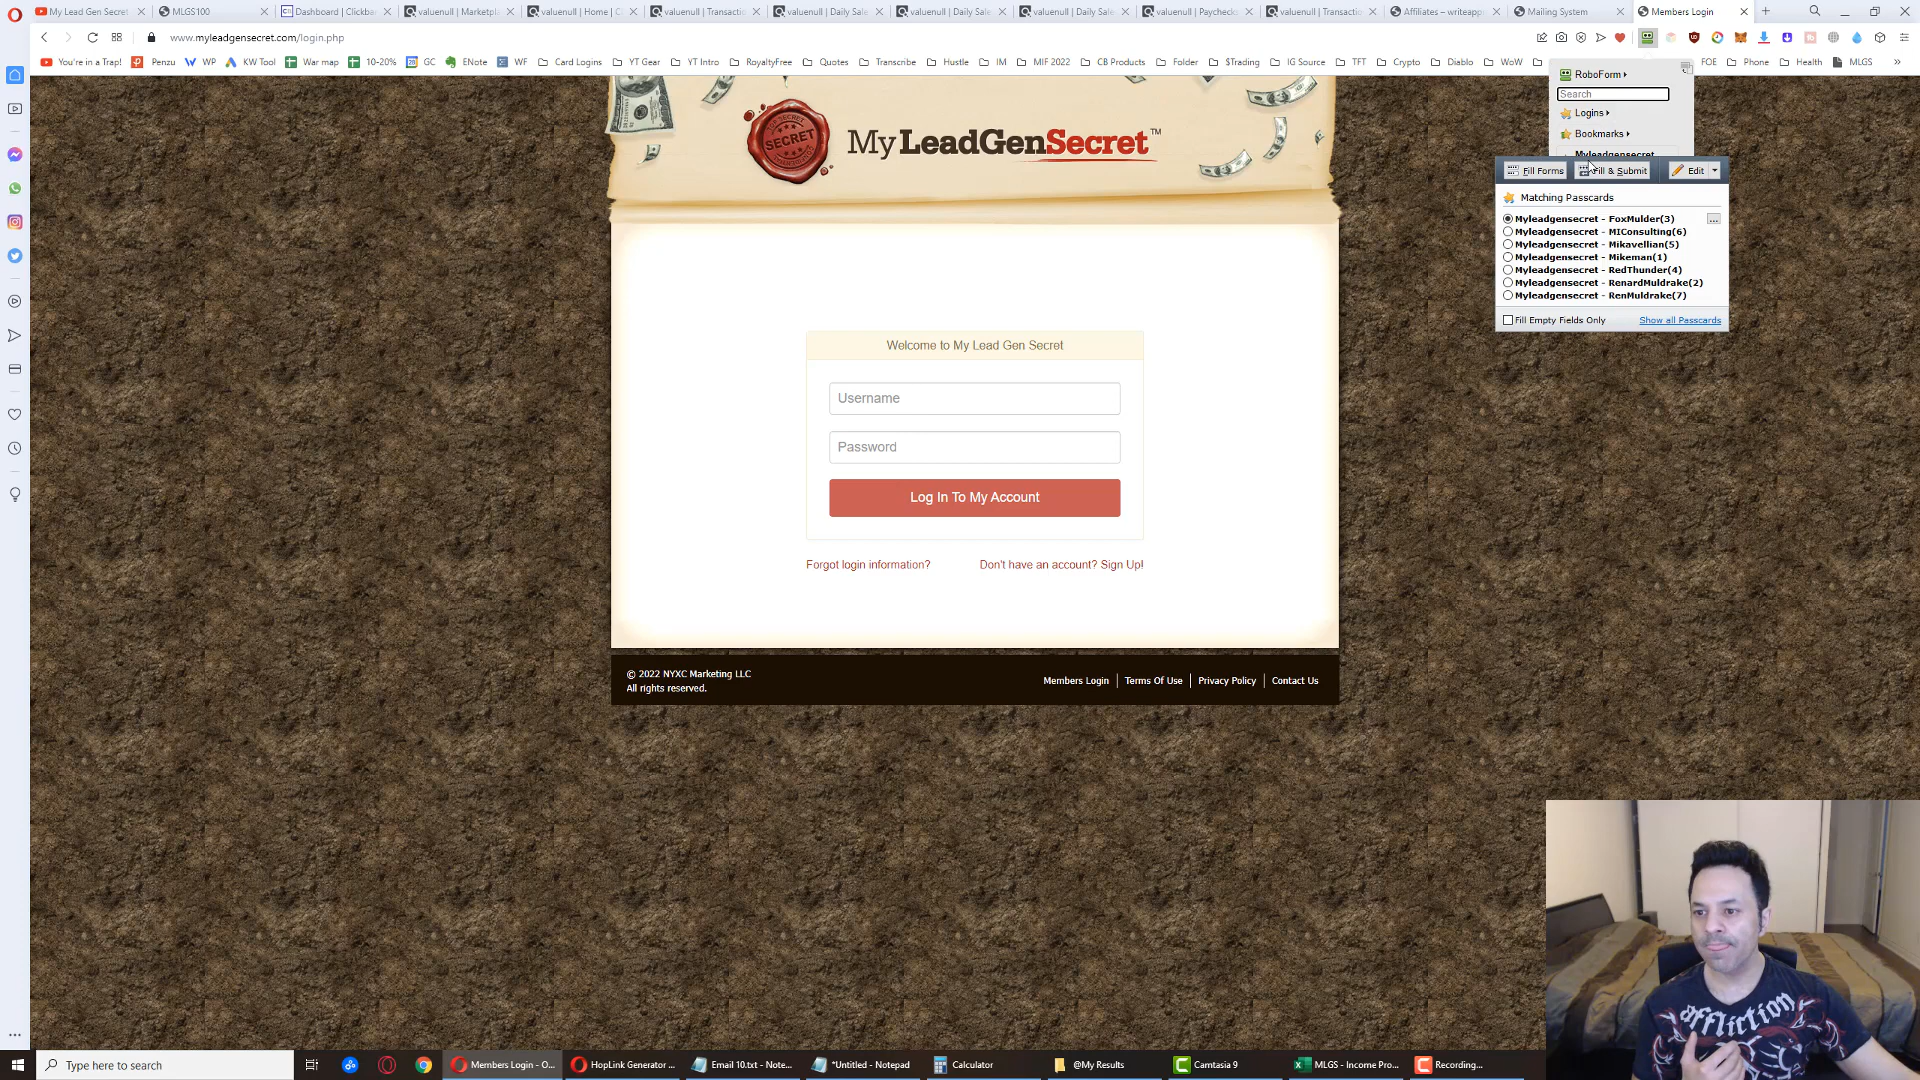 My Lead Gen Secret
MLGS100
Dashboard | Clickba
valuenull | Marketpla
valuenull | Home | C
valuenull | Transactio
valuenull | Daily Sale
valuenull | Daily Sale
valuenull | Daily Sale
valuenull | Paychecks
valuenull | Transactio
Affiliates – writeapp
Mailing System
Members Login
www.myleadgensecret.com/login.php
You're in a Trap!
Penzu
WP
KW Tool
War map
10-20%
GC
ENote
WF
Card Logins
YT Gear
YT Intro
RoyaltyFree
Quotes
Transcribe
Hustle
IM
MIF 2022
CB Products
Folder
$Trading
IG Source
TFT
Crypto
Diablo
WoW
FOE
Phone
Health
MLGS
RoboForm
Search
Logins
Bookmarks
Myleadgensecret
Fill Forms
Fill & Submit
Edit
Matching Passcards
Myleadgensecret - FoxMulder(3)
Myleadgensecret - MIConsulting(6)
Myleadgensecret - Mikavellian(5)
Myleadgensecret - Mikeman(1)
Myleadgensecret - RedThunder(4)
Myleadgensecret - RenardMuldrake(2)
Myleadgensecret - RenMuldrake(7)
Fill Empty Fields Only
Show all Passcards
SECRET
MyLeadGenSecret™
Welcome to My Lead Gen Secret
Username
Password
Log In To My Account
Forgot login information?
Don't have an account? Sign Up!
© 2022 NYXC Marketing LLC
All rights reserved.
Members Login
Terms Of Use
Privacy Policy
Contact Us
affliction
Type here to search
Members Login - O...
HopLink Generator ...
Email 10.txt - Note...
*Untitled - Notepad
Calculator
@My Results
Camtasia 9
MLGS - Income Pro...
Recording...